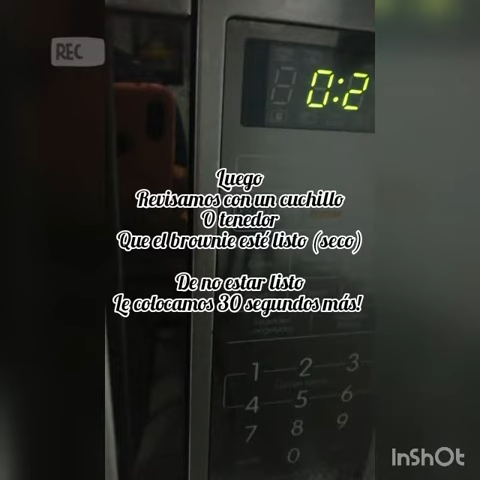 REC
0:2
Luego
Revisamos con un cuchillo
O tenedor
Que el brownie esté listo (seco)
De no estar listo
Le colocamos 30 segundos más!
1 2 3
4 5 6
7 8 9
0
InShOt